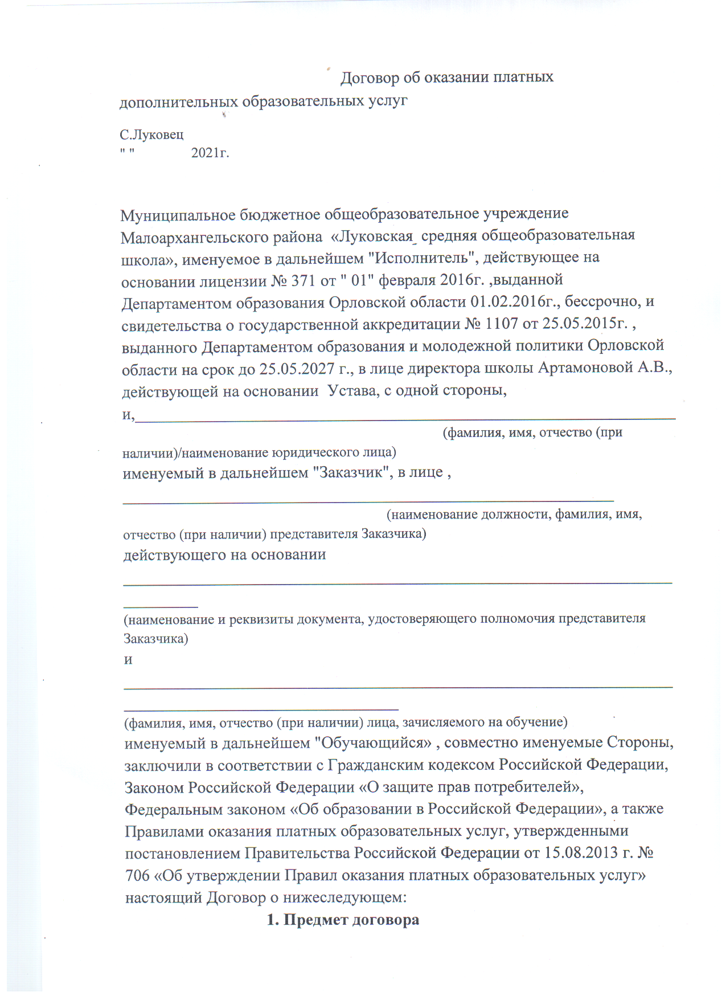 Договор об оказании платных
дополнительных образовательных услуг
С.Луковец
" " 2021г.
Муниципальное бюджетное общеобразовательное учреждение
Малоархангельского района «Луковская_ средняя общеобразовательная
школа», именуемое в дальнейшем "Исполнитель", действующее на
основании лицензии № 371 от " 01" февраля 2016г. ,выданной
Департаментом образования Орловской области 01.02.2016г., бессрочно, и
свидетельства о государственной аккредитации № 1107 от 25.05.2015г. ,
выданного Департаментом образования и молодежной политики Орловской
области на срок до 25.05.2027 г., в лице директора школы Артамоновой А.В.,
действующей на основании Устава, с одной стороны,
и,______________________________________________
(фамилия, имя, отчество (при
наличии)/наименование юридического лица)
именуемый в дальнейшем "Заказчик", в лице ,
(наименование должности, фамилия, имя,
отчество (при наличии) представителя Заказчика)
действующего на основании
(наименование и реквизиты документа, удостоверяющего полномочия представителя
Заказчика)
и
(фамилия, имя, отчество (при наличии) лица, зачисляемого на обучение)
именуемый в дальнейшем "Обучающийся» , совместно именуемые Стороны,
заключили в соответствии с Гражданским кодексом Российской Федерации,
Законом Российской Федерации «О защите прав потребителей»,
Федеральным законом «Об образовании в Российской Федерации», а также
Правилами оказания платных образовательных услуг, утвержденными
постановлением Правительства Российской Федерации от 15.08.2013 г. №
706 «Об утверждении Правил оказания платных образовательных услуг»
настоящий Договор о нижеследующем:
1. Предмет договора